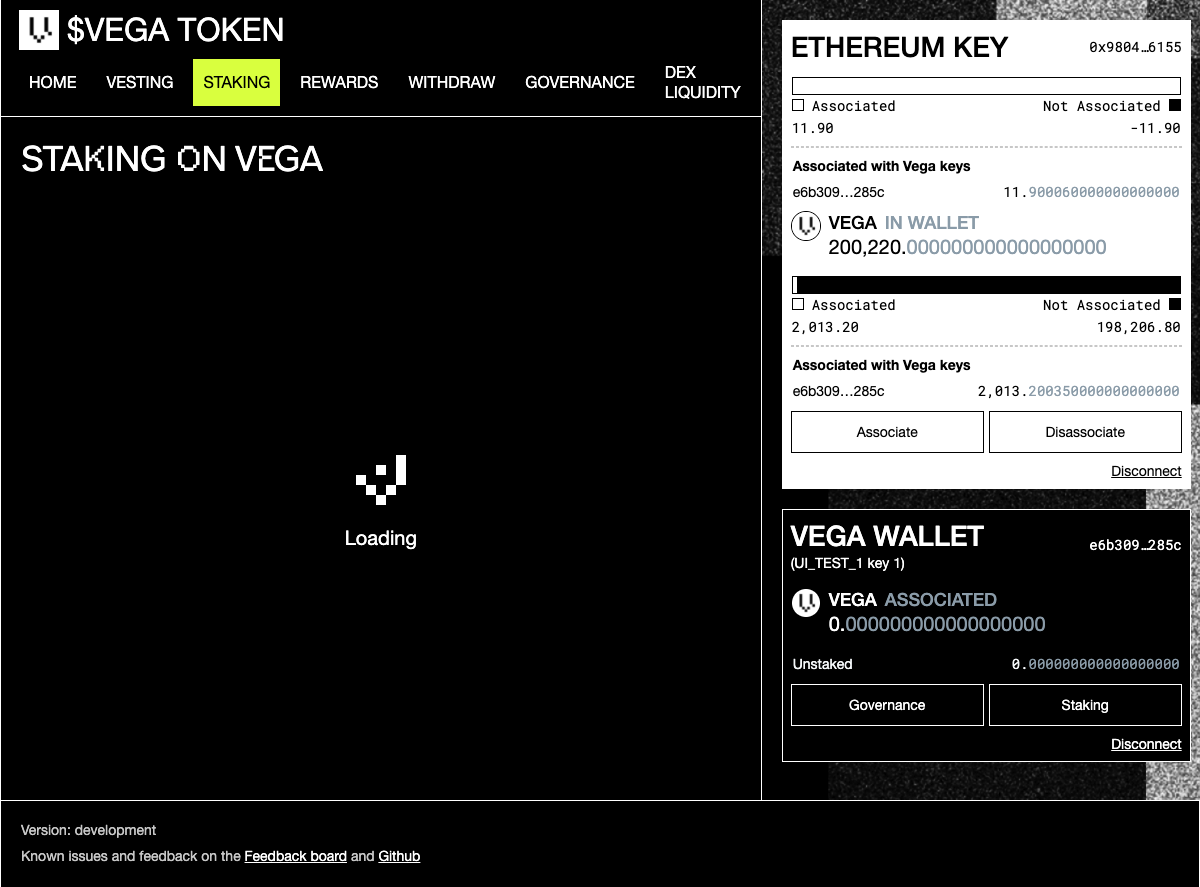 $VEGA TOKEN
HOME VESTING STAKING REWARDS WITHDRAW GOVERNANCE DEX LIQUIDITY
STAKING ON VEGA
Loading
ETHEREUM KEY 0x9804…6155
Associated Not Associated
11.90 -11.90
Associated with Vega keys
e6b309…285c 11.900060000000000000
VEGA IN WALLET
200,220.000000000000000000
Associated Not Associated
2,013.20 198,206.80
Associated with Vega keys
e6b309…285c 2,013.200350000000000000
Associate Disassociate
Disconnect
VEGA WALLET e6b309…285c
(UI_TEST_1 key 1)
VEGA ASSOCIATED
0.000000000000000000
Unstaked 0.000000000000000000
Governance Staking
Disconnect
Version: development
Known issues and feedback on the Feedback board and Github